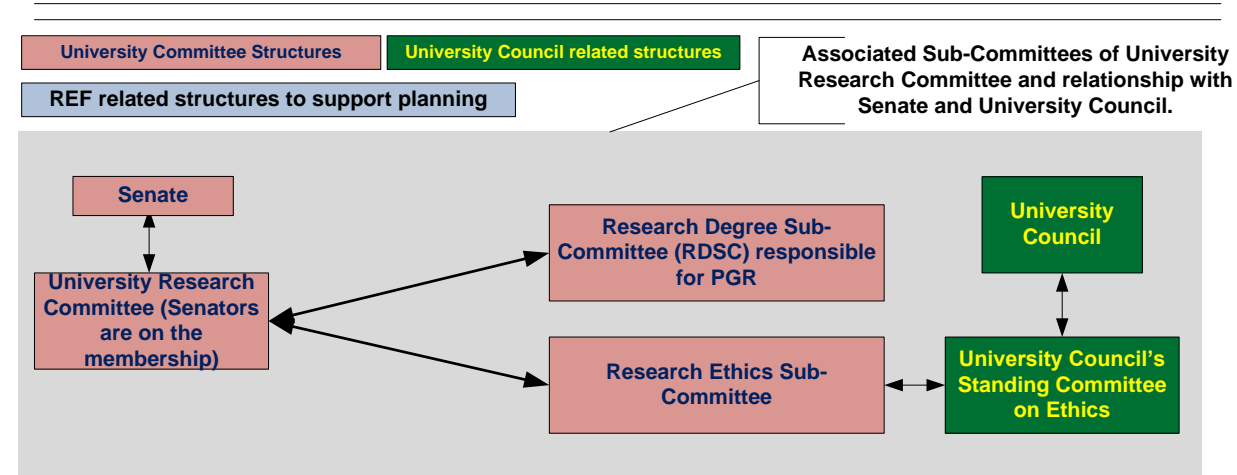 University Committee Structures
University Council related structures
REF related structures to support planning
Associated Sub-Committees of University
Research Committee and relationship with
Senate and University Council.
Senate
University Research
Committee (Senators
are on the
membership)
Research Degree Sub-
Committee (RDSC) responsible
for PGR
Research Ethics Sub-
Committee
University
Council
University Council’s
Standing Committee
on Ethics